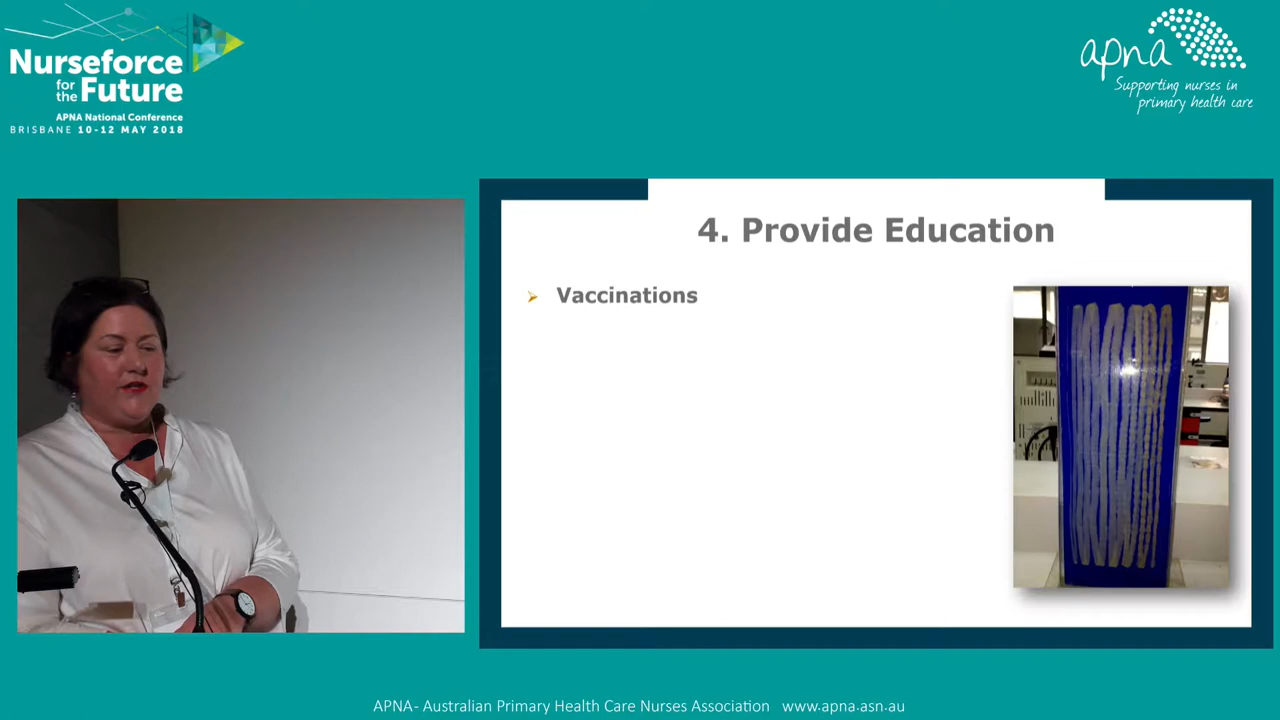 Nurseforce
for the Future
APNA National Conference
BRISBANE 10-12 MAY 2018
apna
Supporting nurses in
primary health care
4. Provide Education
Vaccinations
APNA- Australian Primary Health Care Nurses Association www.apna.asn.au